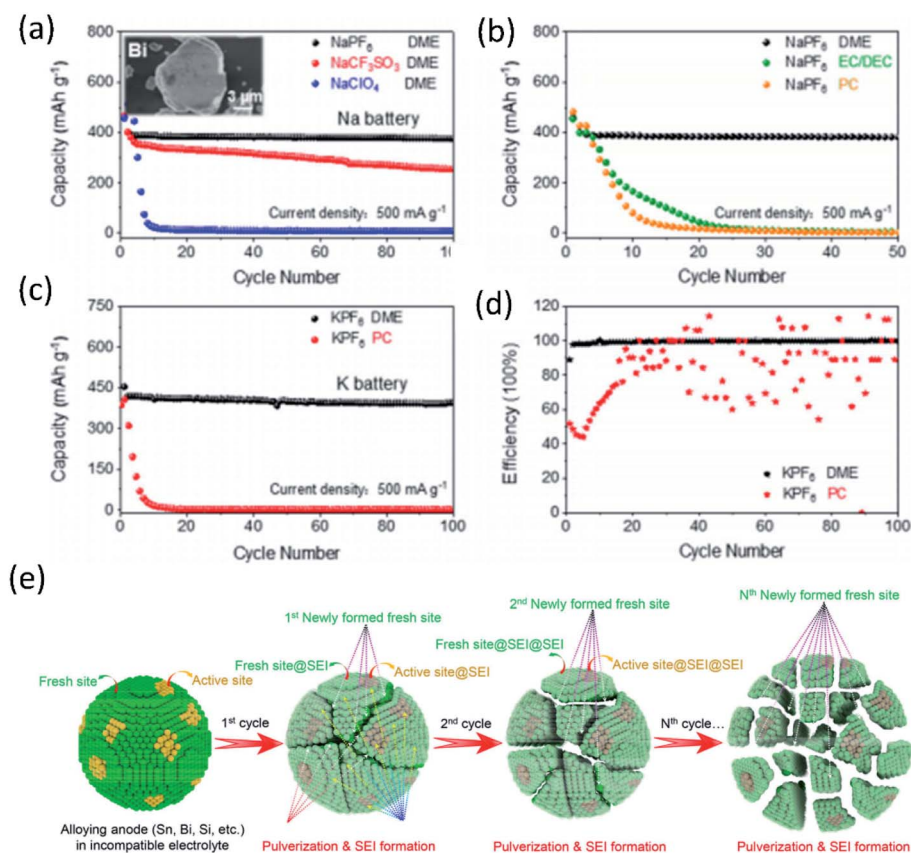 (a)
800
600
400
200
0
Capacity (mAh g⁻¹)
Bi
3 μm
NaPF₆ DME
NaCF₃SO₃ DME
NaClO₄ DME
Na battery
Current density: 500 mA g⁻¹
0 20 40 60 80 100
Cycle Number
(b)
800
600
400
200
0
Capacity (mAh g⁻¹)
NaPF₆ DME
NaPF₆ EC/DEC
NaPF₆ PC
Current density: 500 mA g⁻¹
0 10 20 30 40 50
Cycle Number
(c)
750
600
450
300
150
0
Capacity (mAh g⁻¹)
KPF₆ DME
KPF₆ PC
K battery
Current density: 500 mA g⁻¹
0 20 40 60 80 100
Cycle Number
(d)
120
100
80
60
40
20
0
Efficiency (100%)
KPF₆ DME
KPF₆ PC
0 20 40 60 80 100
Cycle Number
(e)
Fresh site
Active site
Alloying anode (Sn, Bi, Si, etc.)
in incompatible electrolyte
1st cycle
1st Newly formed fresh site
Fresh site@SEI
Active site@SEI
Pulverization & SEI formation
2nd cycle
2nd Newly formed fresh site
Fresh site@SEI@SEI
Active site@SEI@SEI
Pulverization & SEI formation
Nth cycle...
Nth Newly formed fresh site
Pulverization & SEI formation